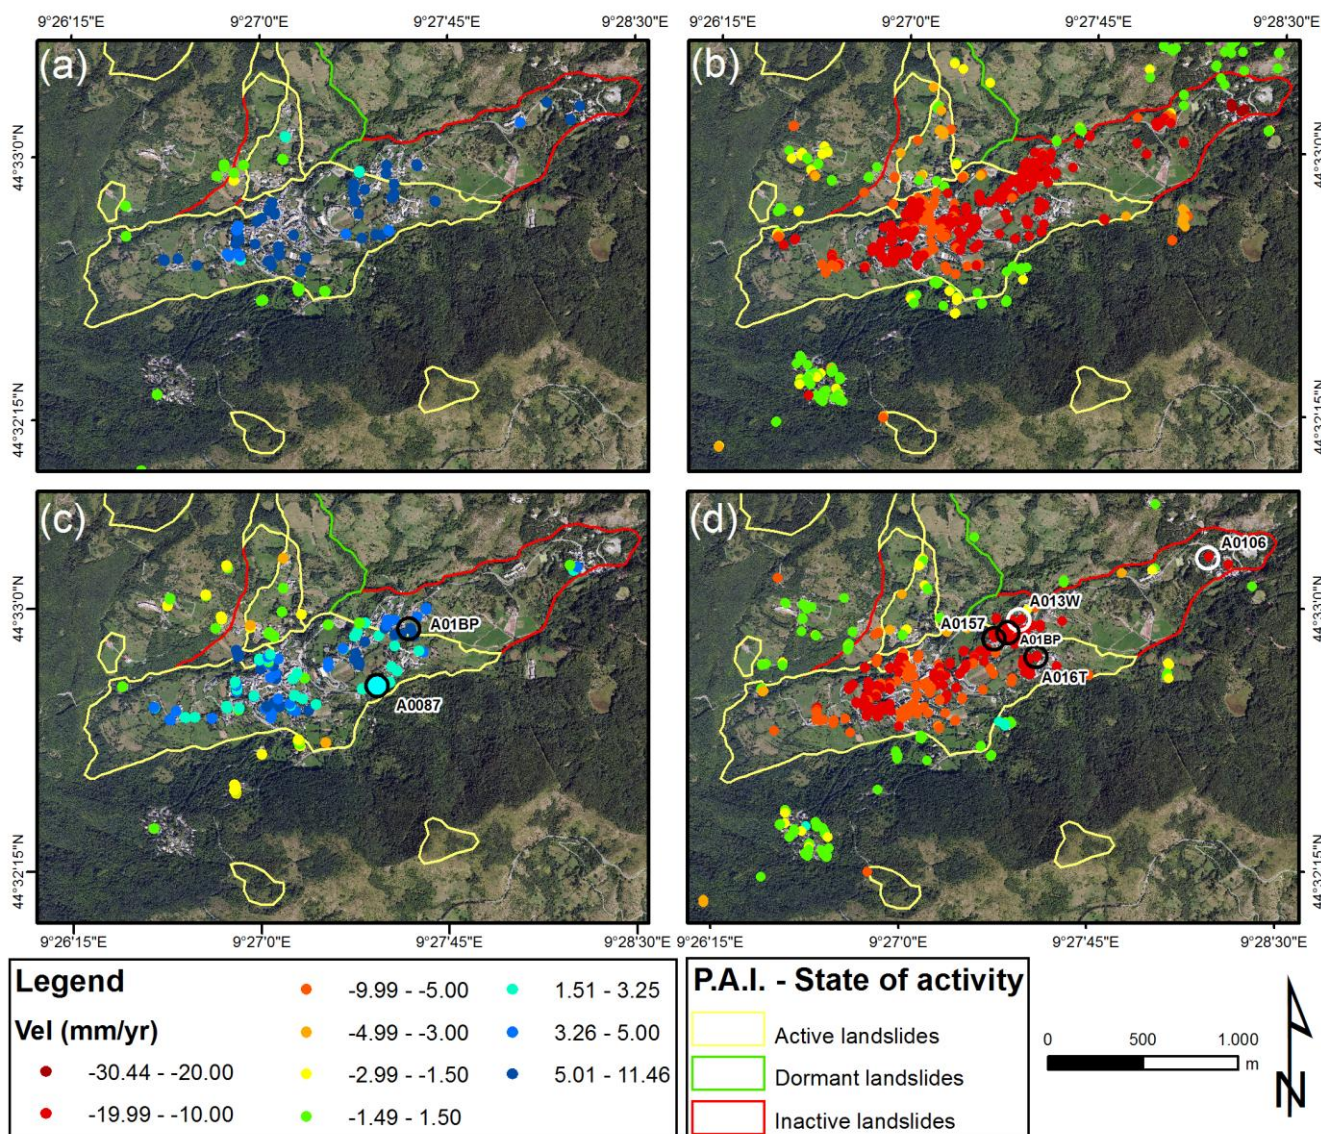 9°26'15"E 9°27'0"E 9°27'45"E 9°28'30"E 9°26'15"E 9°27'0"E 9°27'45"E 9°28'30"E
(a) (b)
44°33'0"N 44°33'0"N
44°32'15"N 44°32'15"N
(c) (d)
A0106
A013W
A01BP A0157
A01BP
A016T
A0087
44°33'0"N 44°33'0"N
44°32'15"N 44°32'15"N
9°26'15"E 9°27'0"E 9°27'45"E 9°28'30"E 9°26'15"E 9°27'0"E 9°27'45"E 9°28'30"E
Legend
Vel (mm/yr)
-30.44 - -20.00
-19.99 - -10.00
-9.99 - -5.00
-4.99 - -3.00
-2.99 - -1.50
-1.49 - 1.50
1.51 - 3.25
3.26 - 5.00
5.01 - 11.46
P.A.I. - State of activity
Active landslides
Dormant landslides
Inactive landslides
0 500 1.000
m
N